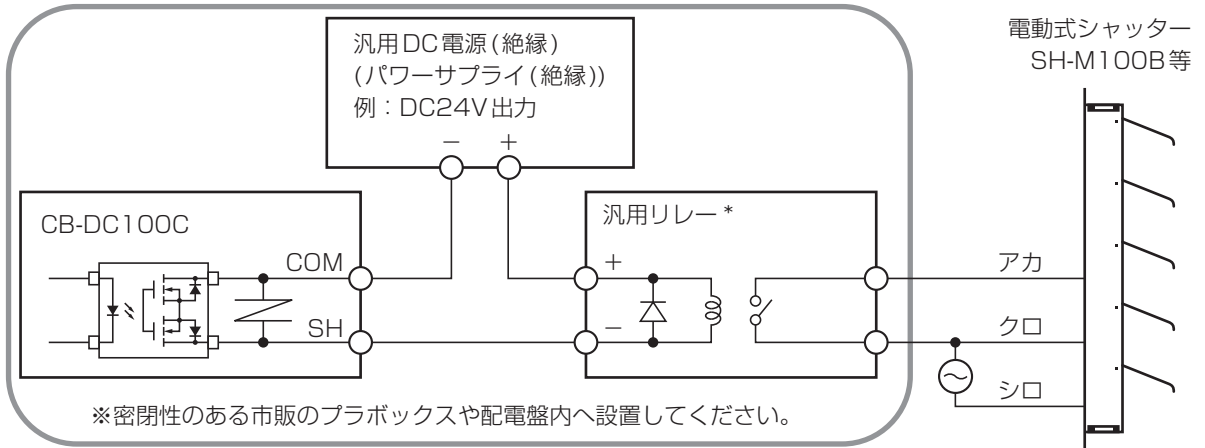 汎用DC電源(絶縁)
(パワーサプライ(絶縁))
例：DC24V出力
－ ＋
電動式シャッター
SH-M100B等
CB-DC100C
COM
SH
汎用リレー*
＋
－
アカ
クロ
シロ
※密閉性のある市販のプラボックスや配電盤内へ設置してください。